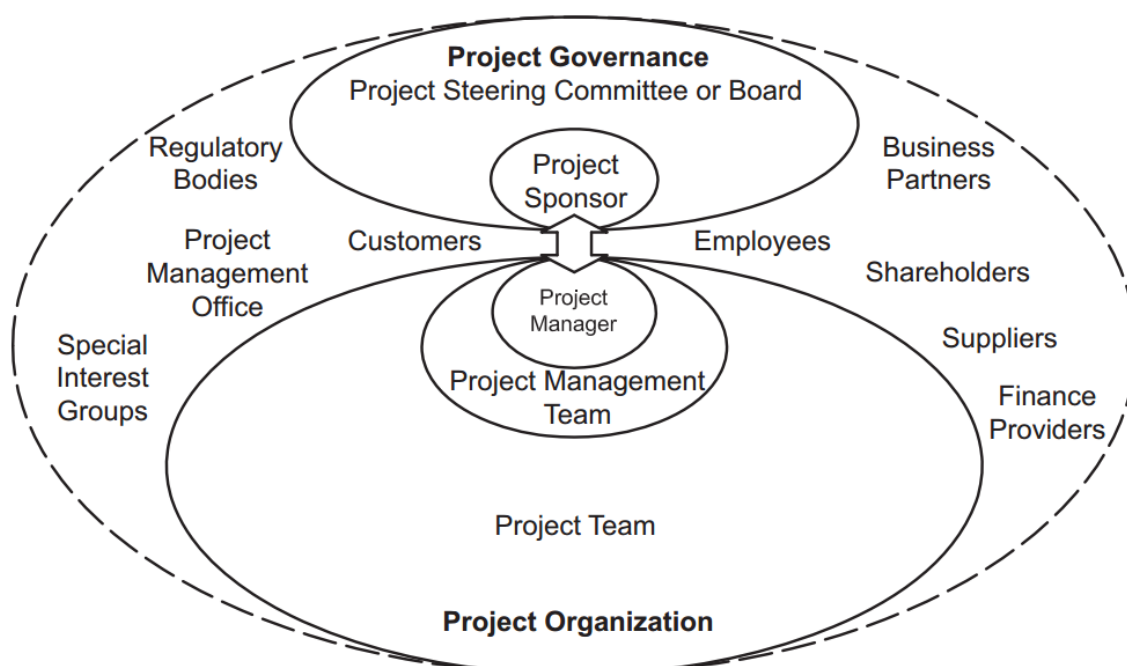 Project Governance
Project Steering Committee or Board
Regulatory
Bodies
Project
Sponsor
Business
Partners
Project
Management
Office
Customers
Employees
Shareholders
Project
Manager
Special
Interest
Groups
Suppliers
Project Management
Team
Finance
Providers
Project Team
Project Organization